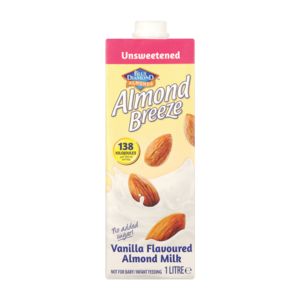 Unsweetened
BLUE
DIAMOND
ALMONDS
Almond
Breeze
138
KILOJOULES
No added
sugar!
Vanilla Flavoured
Almond Milk
NOT FOR BABY / INFANT FEEDING
1 LITRE e